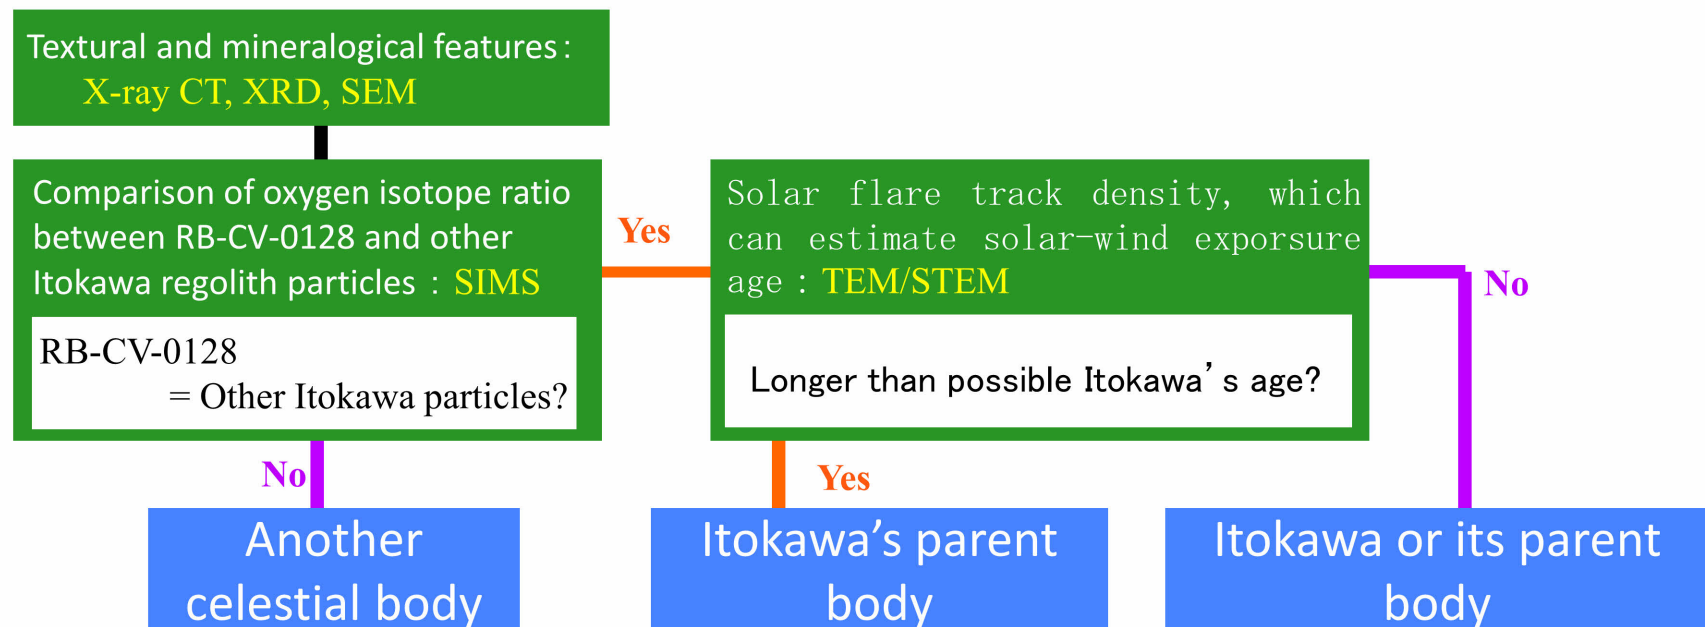 Textural and mineralogical features:
X-ray CT, XRD, SEM
Comparison of oxygen isotope ratio
between RB-CV-0128 and other
Itokawa regolith particles : SIMS
RB-CV-0128
= Other Itokawa particles?
Yes
Solar flare track density, which
can estimate solar-wind exporsure
age : TEM/STEM
Longer than possible Itokawa's age?
No
No
Yes
Another
celestial body
Itokawa's parent
body
Itokawa or its parent
body